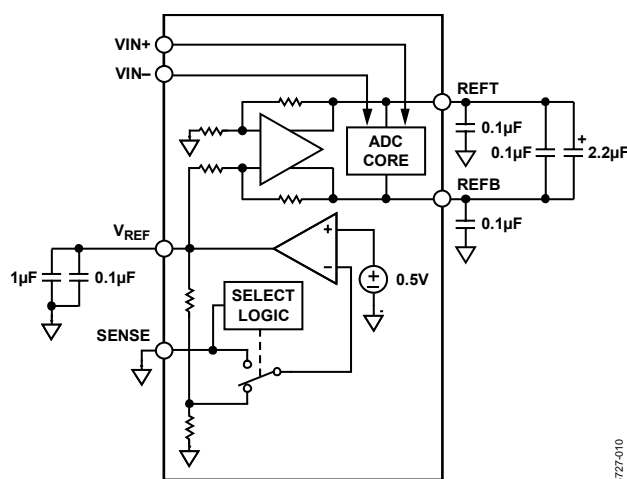 VIN+
VIN–
REFT
0.1µF
0.1µF
+
2.2µF
ADC
CORE
REFB
0.1µF
VREF
+
–
+
–
0.5V
1µF
0.1µF
SELECT
LOGIC
SENSE
727-010